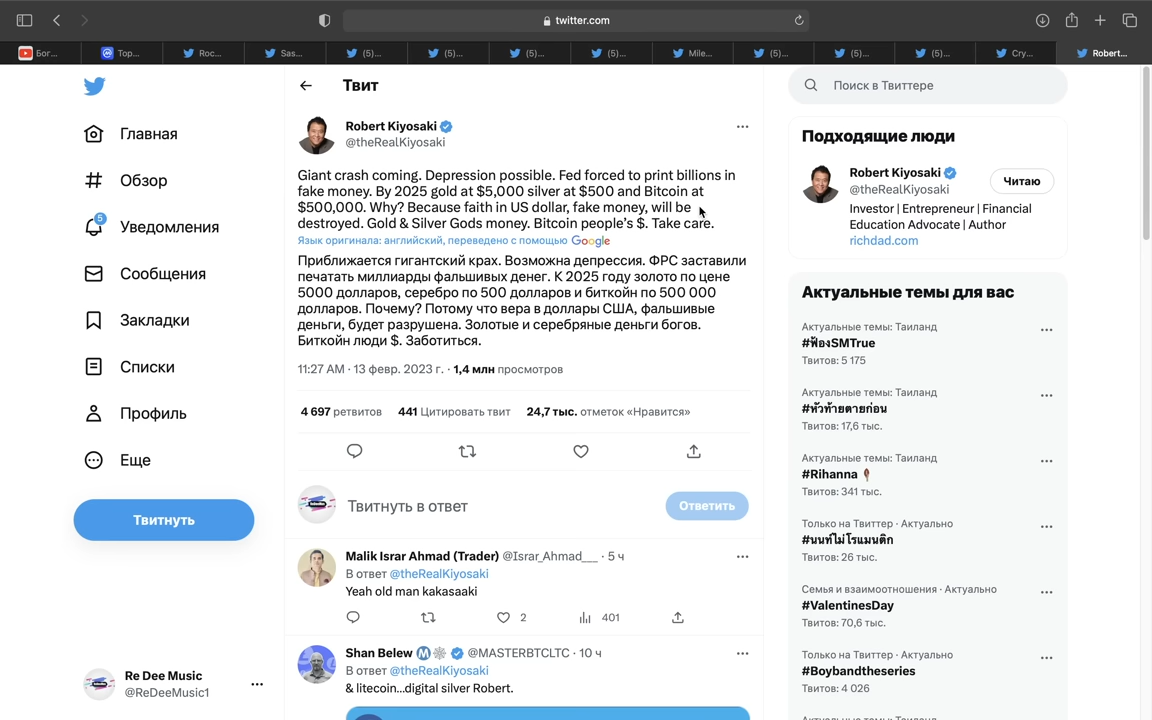 twitter.com
Бог...
Top...
Roc...
Sas...
(5)...
(5)...
(5)...
(5)...
Mile...
(5)...
(5)...
(5)...
Cry...
Robert...
Главная
Обзор
5
Уведомления
Сообщения
Закладки
Списки
Профиль
Еще
Твитнуть
Re Dee Music
@ReDeeMusic1
Твит
Robert Kiyosaki
@theRealKiyosaki
Giant crash coming. Depression possible. Fed forced to print billions in
fake money. By 2025 gold at $5,000 silver at $500 and Bitcoin at
$500,000. Why? Because faith in US dollar, fake money, will be
destroyed. Gold & Silver Gods money. Bitcoin people’s $. Take care.
Язык оригинала: английский, переведено с помощью Google
Приближается гигантский крах. Возможна депрессия. ФРС заставили
печатать миллиарды фальшивых денег. К 2025 году золото по цене
5000 долларов, серебро по 500 долларов и биткойн по 500 000
долларов. Почему? Потому что вера в доллары США, фальшивые
деньги, будет разрушена. Золотые и серебряные деньги богов.
Биткойн люди $. Заботиться.
11:27 AM · 13 февр. 2023 г. · 1,4 млн просмотров
4 697 ретвитов 441 Цитировать твит 24,7 тыс. отметок «Нравится»
Твитнуть в ответ
Ответить
Malik Israr Ahmad (Trader) @Israr_Ahmad___ · 5 ч
В ответ @theRealKiyosaki
Yeah old man kakasaaki
2
401
Shan Belew @MASTERBTCLTC · 10 ч
В ответ @theRealKiyosaki
& litecoin...digital silver Robert.
Поиск в Твиттере
Подходящие люди
Robert Kiyosaki
@theRealKiyosaki
Читаю
Investor | Entrepreneur | Financial
Education Advocate | Author
richdad.com
Актуальные темы для вас
Актуальные темы: Таиланд
#ฟ้องSMTrue
Твитов: 5 175
Актуальные темы: Таиланд
#หัวท้ายตายก่อน
Твитов: 17,6 тыс.
Актуальные темы: Таиланд
#Rihanna
Твитов: 341 тыс.
Только на Твиттер · Актуально
#นนท์ไม่โรแมนติก
Твитов: 26 тыс.
Семья и взаимоотношения · Актуально
#ValentinesDay
Твитов: 70,6 тыс.
Только на Твиттер · Актуально
#Boybandtheseries
Твитов: 4 026